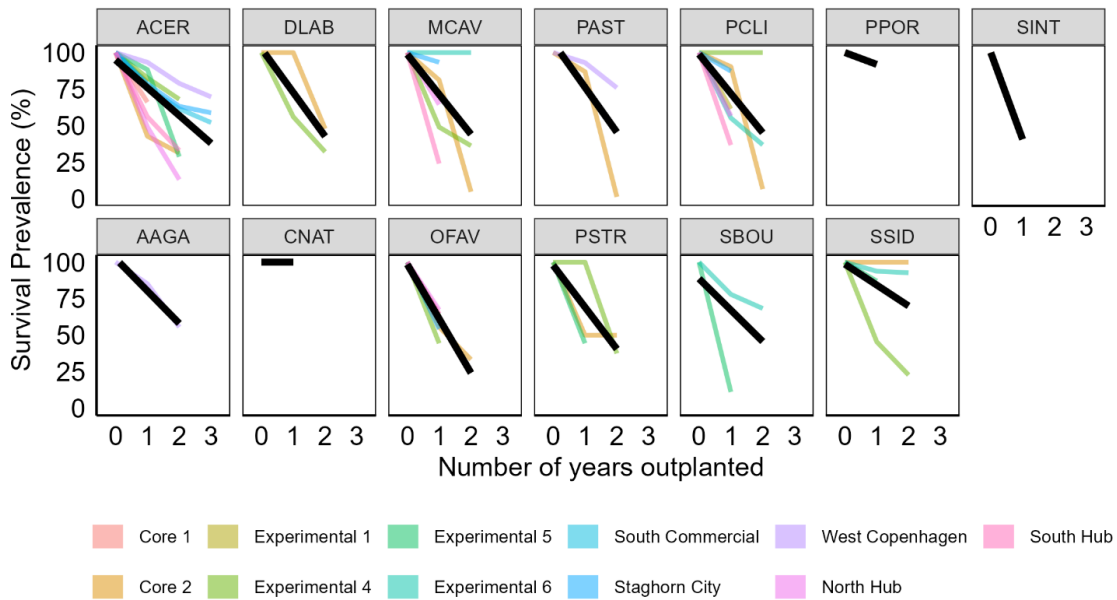 ACER DLAB MCAV PAST PCLI PPOR SINT
100
75
50
25
0
0 1 2 3
AAGA CNAT OFAV PSTR SBOU SSID
100
75
50
25
0
0 1 2 3 0 1 2 3 0 1 2 3 0 1 2 3 0 1 2 3 0 1 2 3
Survival Prevalence (%)
Number of years outplanted
Core 1 Experimental 1 Experimental 5 South Commercial West Copenhagen South Hub
Core 2 Experimental 4 Experimental 6 Staghorn City North Hub